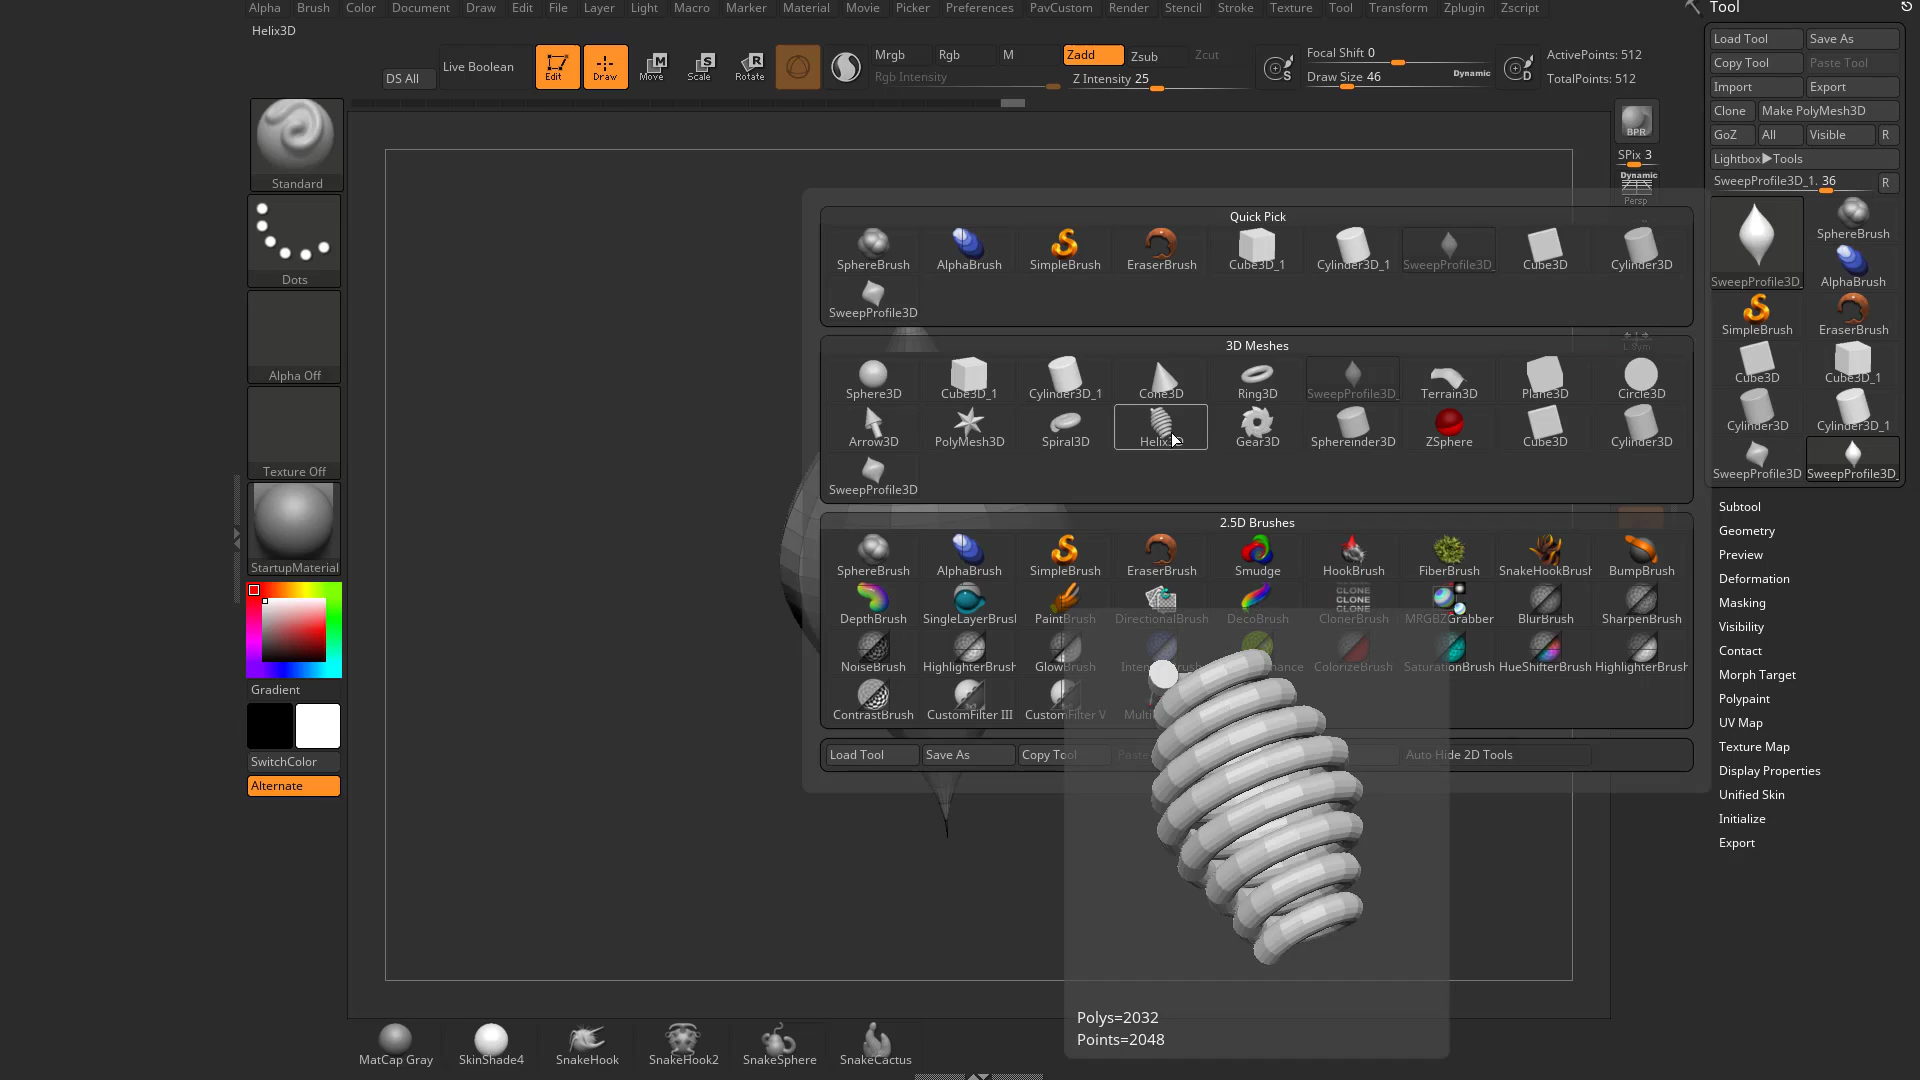 Alpha Brush Color Document Draw Edit File Layer Light Macro Marker Material Movie Picker Preferences PavCustom Render Stencil Stroke Texture Tool Transform Zplugin Zscript
Helix3D
DS All
Live Boolean
Edit
Draw
Move
Scale
Rotate
Mrgb Rgb M Zadd Zsub Zcut
Rgb Intensity
Z Intensity 25
Focal Shift 0
Draw Size 46
Dynamic
ActivePoints: 512
TotalPoints: 512
Standard
Dots
Alpha Off
Texture Off
StartupMaterial
Gradient
SwitchColor
Alternate
BPR
SPix 3
Dynamic
Persp
L.Sym
Quick Pick
SphereBrush AlphaBrush SimpleBrush EraserBrush Cube3D_1 Cylinder3D_1 SweepProfile3D_ Cube3D Cylinder3D
SweepProfile3D
3D Meshes
Sphere3D Cube3D_1 Cylinder3D_1 Cone3D Ring3D SweepProfile3D_ Terrain3D Plane3D Circle3D
Arrow3D PolyMesh3D Spiral3D Gear3D Sphereinder3D ZSphere Cube3D Cylinder3D
SweepProfile3D
2.5D Brushes
SphereBrush AlphaBrush SimpleBrush EraserBrush Smudge HookBrush FiberBrush SnakeHookBrush BumpBrush
DepthBrush SingleLayerBrusl PaintBrush DirectionalBrush DecoBrush ClonerBrush MRGBZGrabber BlurBrush SharpenBrush
CLONE
CLONE
CLONE
NoiseBrush HighlighterBrush GlowBrush ColorizeBrush SaturationBrush HueShifterBrush HighlighterBrush
ContrastBrush CustomFilter III CustomFilter V
Load Tool Save As Copy Tool Auto Hide 2D Tools
Polys=2032
Points=2048
MatCap Gray SkinShade4 SnakeHook SnakeHook2 SnakeSphere SnakeCactus
Tool
Load Tool Save As
Copy Tool Paste Tool
Import Export
Clone Make PolyMesh3D
GoZ All Visible R
Lightbox▶Tools
SweepProfile3D_1. 36 R
SphereBrush
SweepProfile3D_ AlphaBrush
SimpleBrush EraserBrush
Cube3D Cube3D_1
Cylinder3D Cylinder3D_1
SweepProfile3D SweepProfile3D_
Subtool
Geometry
Preview
Deformation
Masking
Visibility
Contact
Morph Target
Polypaint
UV Map
Texture Map
Display Properties
Unified Skin
Initialize
Export